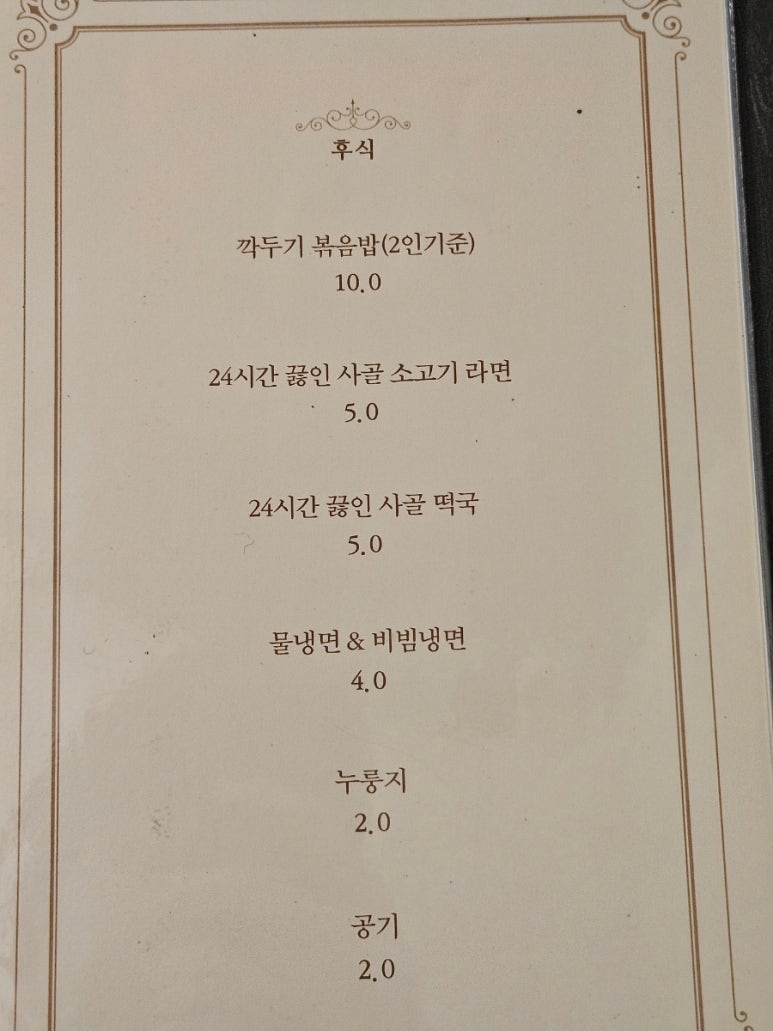 후식
깍두기 볶음밥(2인기준)
10.0
24시간 끓인 사골 소고기 라면
5.0
24시간 끓인 사골 떡국
5.0
물냉면 & 비빔냉면
4.0
누룽지
2.0
공기
2.0